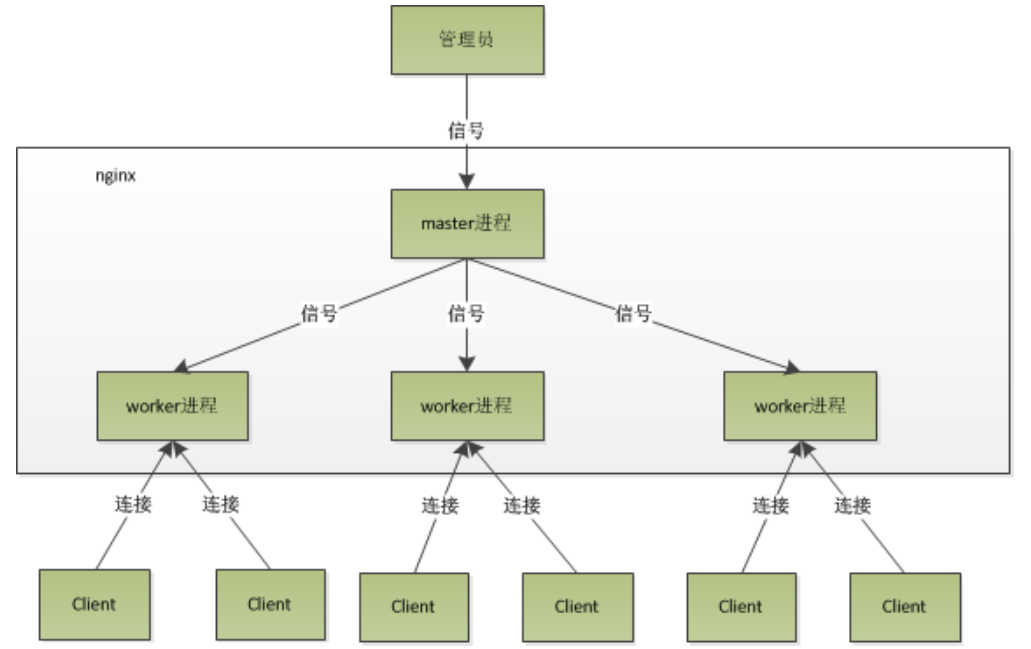 管理员
信号
nginx
master进程
信号 信号 信号
worker进程 worker进程 worker进程
连接 连接 连接 连接 连接 连接
Client Client Client Client Client Client